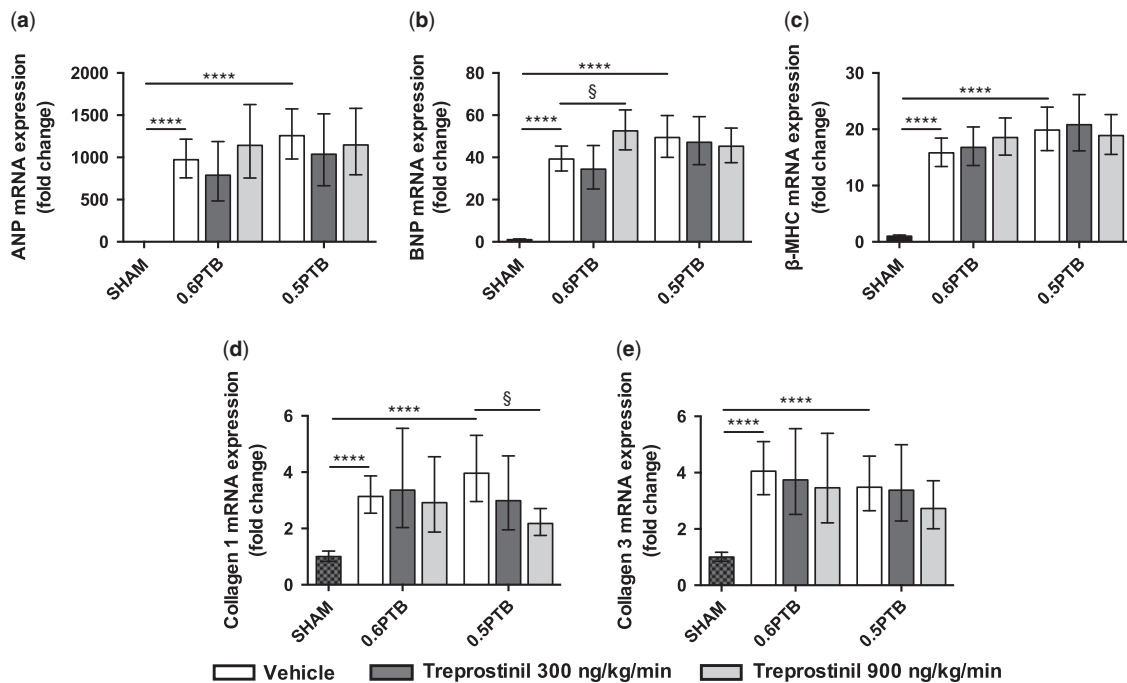 (a)
ANP mRNA expression
(fold change)
2000
1500
1000
500
0
****
****
SHAM
0.6PTB
0.5PTB
(b)
BNP mRNA expression
(fold change)
80
60
40
20
0
****
§
****
SHAM
0.6PTB
0.5PTB
(c)
β-MHC mRNA expression
(fold change)
30
20
10
0
****
****
SHAM
0.6PTB
0.5PTB
(d)
Collagen 1 mRNA expression
(fold change)
6
4
2
0
****
§
****
SHAM
0.6PTB
0.5PTB
(e)
Collagen 3 mRNA expression
(fold change)
6
4
2
0
****
****
SHAM
0.6PTB
0.5PTB
Vehicle Treprostinil 300 ng/kg/min Treprostinil 900 ng/kg/min